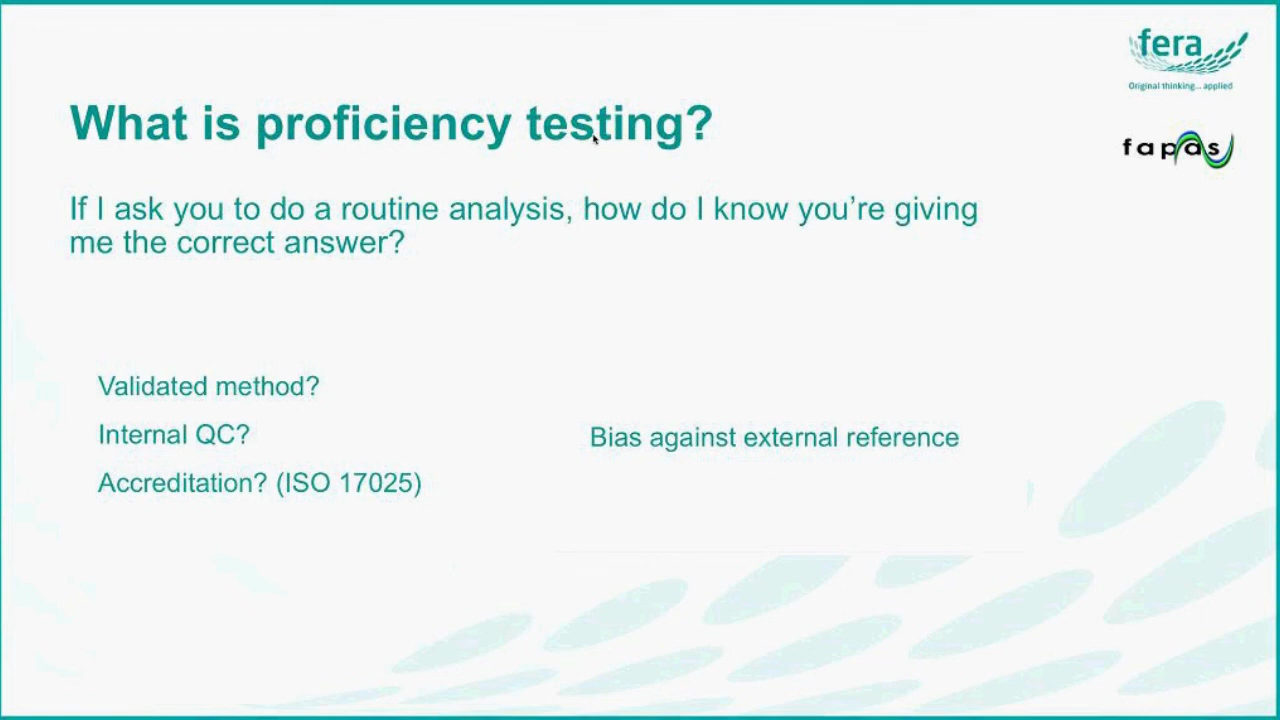 fera
Original thinking... applied
What is proficiency testing?
fapas
If I ask you to do a routine analysis, how do I know you’re giving
me the correct answer?
Validated method?
Internal QC?
Bias against external reference
Accreditation? (ISO 17025)